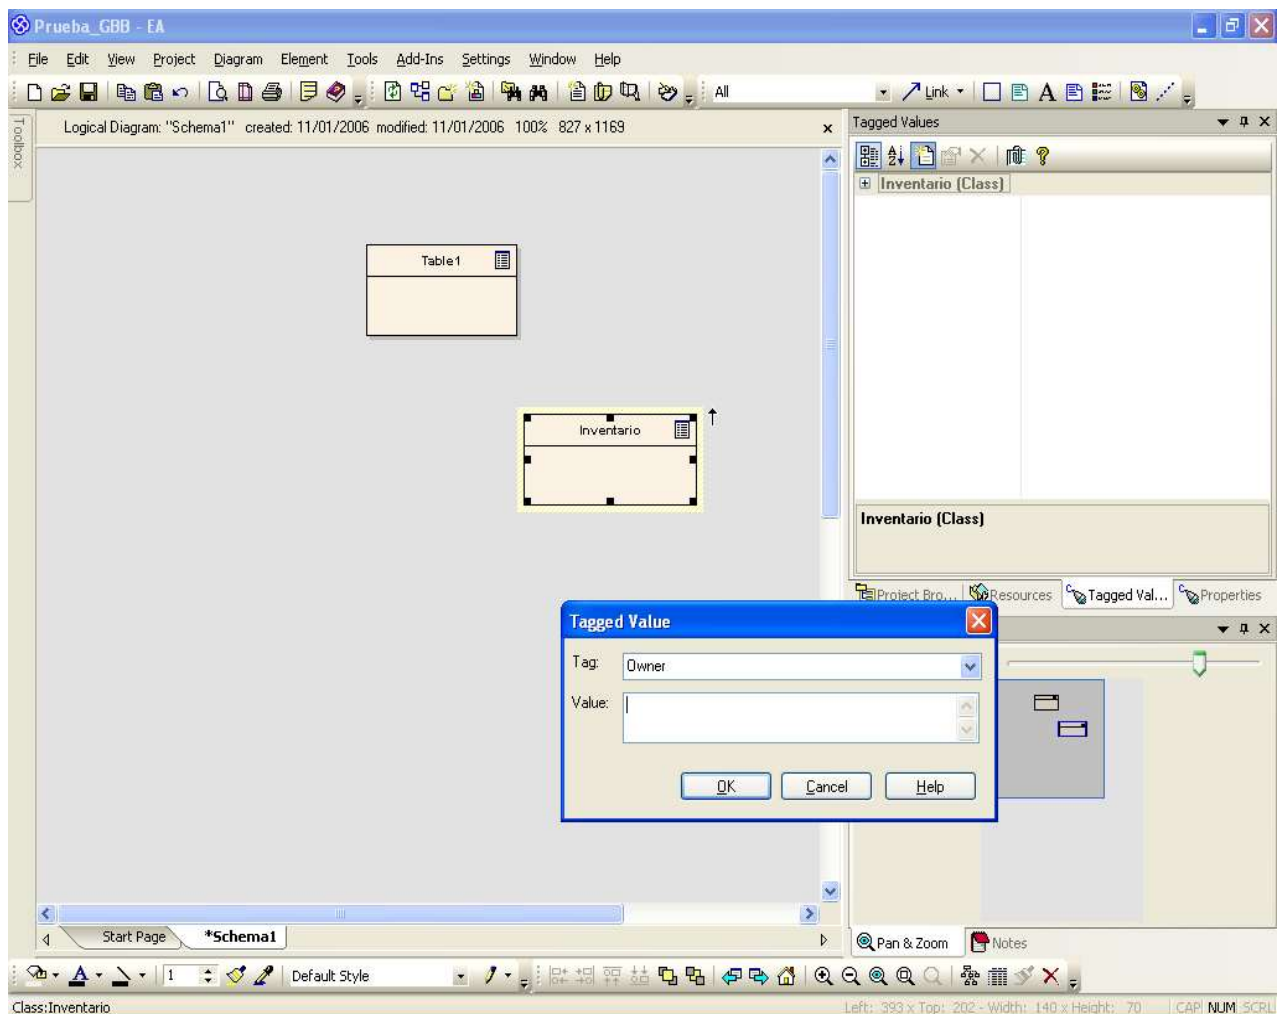 Prueba_GBB - EA
File Edit View Project Diagram Element Tools Add-Ins Settings Window Help
All
Link
A
Toolbox
Logical Diagram: "Schema1" created: 11/01/2006 modified: 11/01/2006 100% 827 x 1169
Tagged Values
Inventario (Class)
Table1
Inventario
Inventario (Class)
Project Bro... Resources Tagged Val... Properties
Tagged Value
Tag: Owner
Value:
OK Cancel Help
Start Page *Schema1
Pan & Zoom Notes
A 1 Default Style
Class:Inventario Left: 393 x Top: 202 - Width: 140 x Height: 70 CAP NUM SCRL